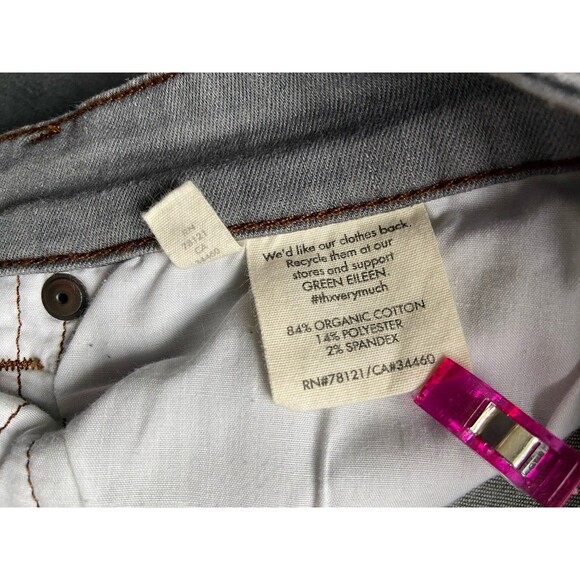 RN
78121
CA
34460
We'd like our clothes back.
Recycle them at our
stores and support
GREEN EILEEN.
#thxverymuch
84% ORGANIC COTTON
14% POLYESTER
2% SPANDEX
RN#78121/CA#34460